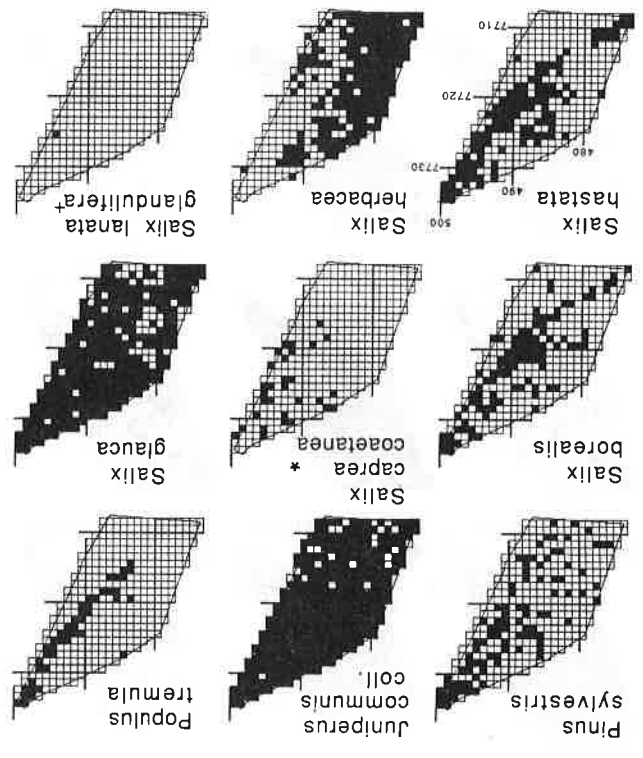 Pinus
sylvestris
Juniperus
communis
coll.
Populus
tremula
Salix
borealis
Salix
caprea *
coaetanea
Salix
glauca
Salix
hastata
500
490
7730
480
7720
7710
Salix
herbacea
Salix lanata
glandulifera+